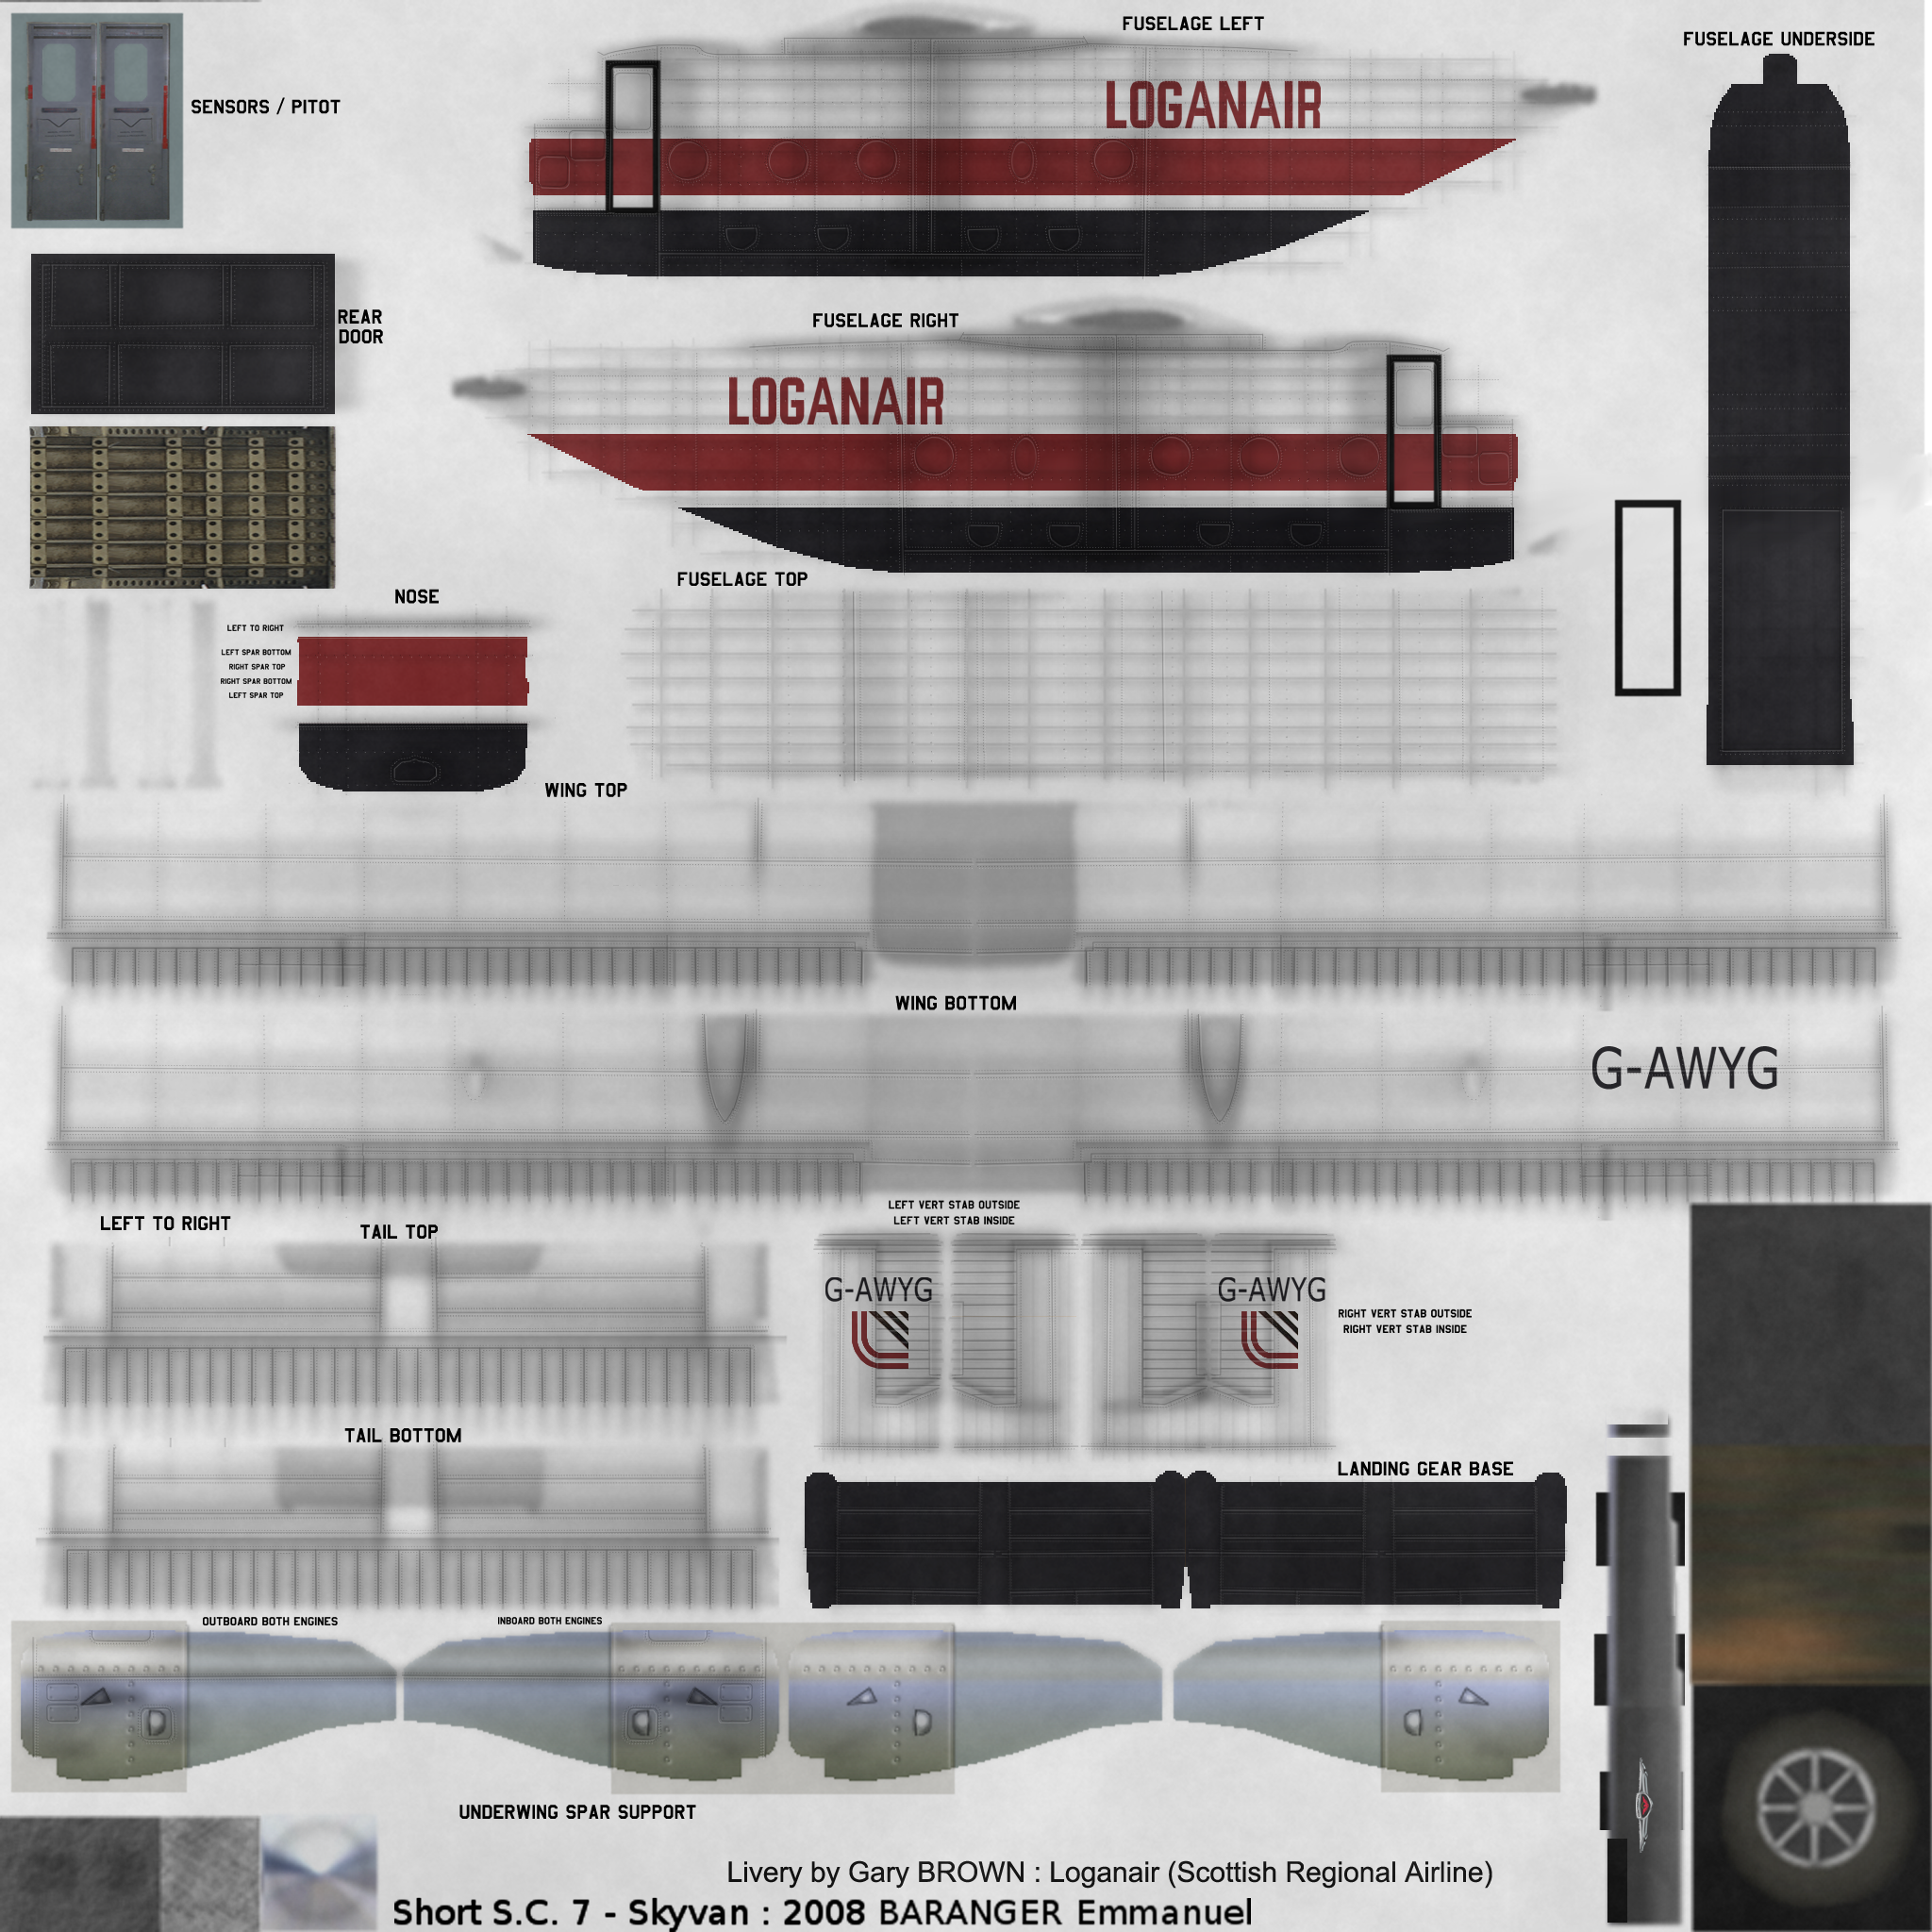 FUSELAGE LEFT
FUSELAGE UNDERSIDE
SENSORS / PITOT
LOGANAIR
REAR
DOOR
FUSELAGE RIGHT
LOGANAIR
FUSELAGE TOP
NOSE
LEFT TO RIGHT
LEFT SPAR BOTTOM
RIGHT SPAR TOP
RIGHT SPAR BOTTOM
LEFT SPAR TOP
WING TOP
WING BOTTOM
G-AWYG
LEFT VERT STAB OUTSIDE
LEFT VERT STAB INSIDE
LEFT TO RIGHT
TAIL TOP
G-AWYG
G-AWYG
RIGHT VERT STAB OUTSIDE
RIGHT VERT STAB INSIDE
TAIL BOTTOM
LANDING GEAR BASE
OUTBOARD BOTH ENGINES
INBOARD BOTH ENGINES
UNDERWING SPAR SUPPORT
Livery by Gary BROWN : Loganair (Scottish Regional Airline)
Short S.C. 7 - Skyvan : 2008 BARANGER Emmanuel